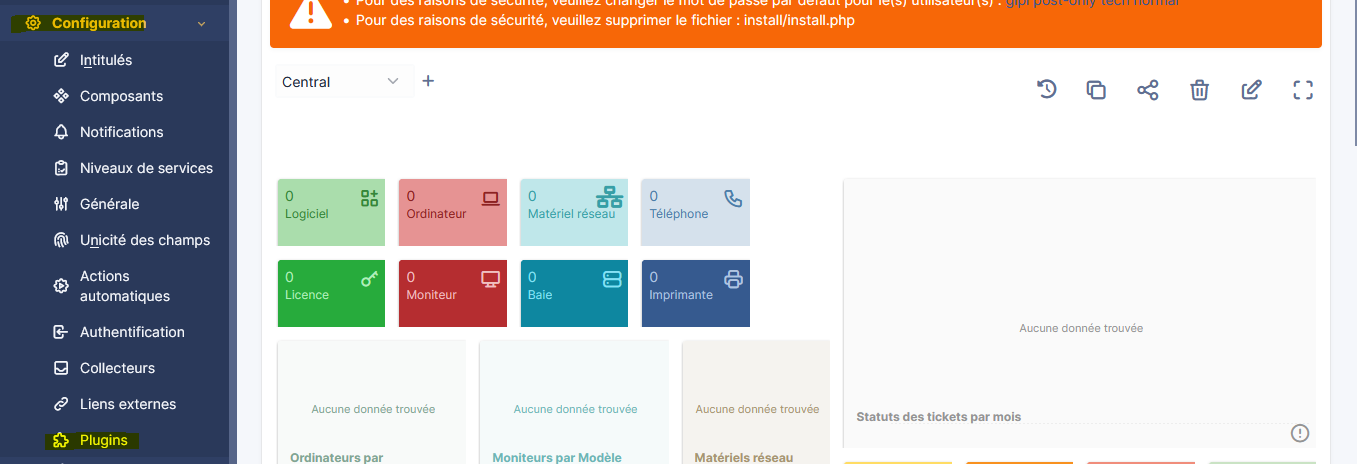 Configuration
Intitulés
Composants
Notifications
Niveaux de services
Générale
Unicité des champs
Actions
automatiques
Authentification
Collecteurs
Liens externes
Plugins
• Pour des raisons de sécurité, veuillez changer le mot de passe par défaut pour le(s) utilisateur(s) : glpi post-only tech normal
• Pour des raisons de sécurité, veuillez supprimer le fichier : install/install.php
Central
0
Logiciel
0
Ordinateur
0
Matériel réseau
0
Téléphone
0
Licence
0
Moniteur
0
Baie
0
Imprimante
Aucune donnée trouvée
Ordinateurs par
Aucune donnée trouvée
Moniteurs par Modèle
Aucune donnée trouvée
Matériels réseau
Aucune donnée trouvée
Statuts des tickets par mois